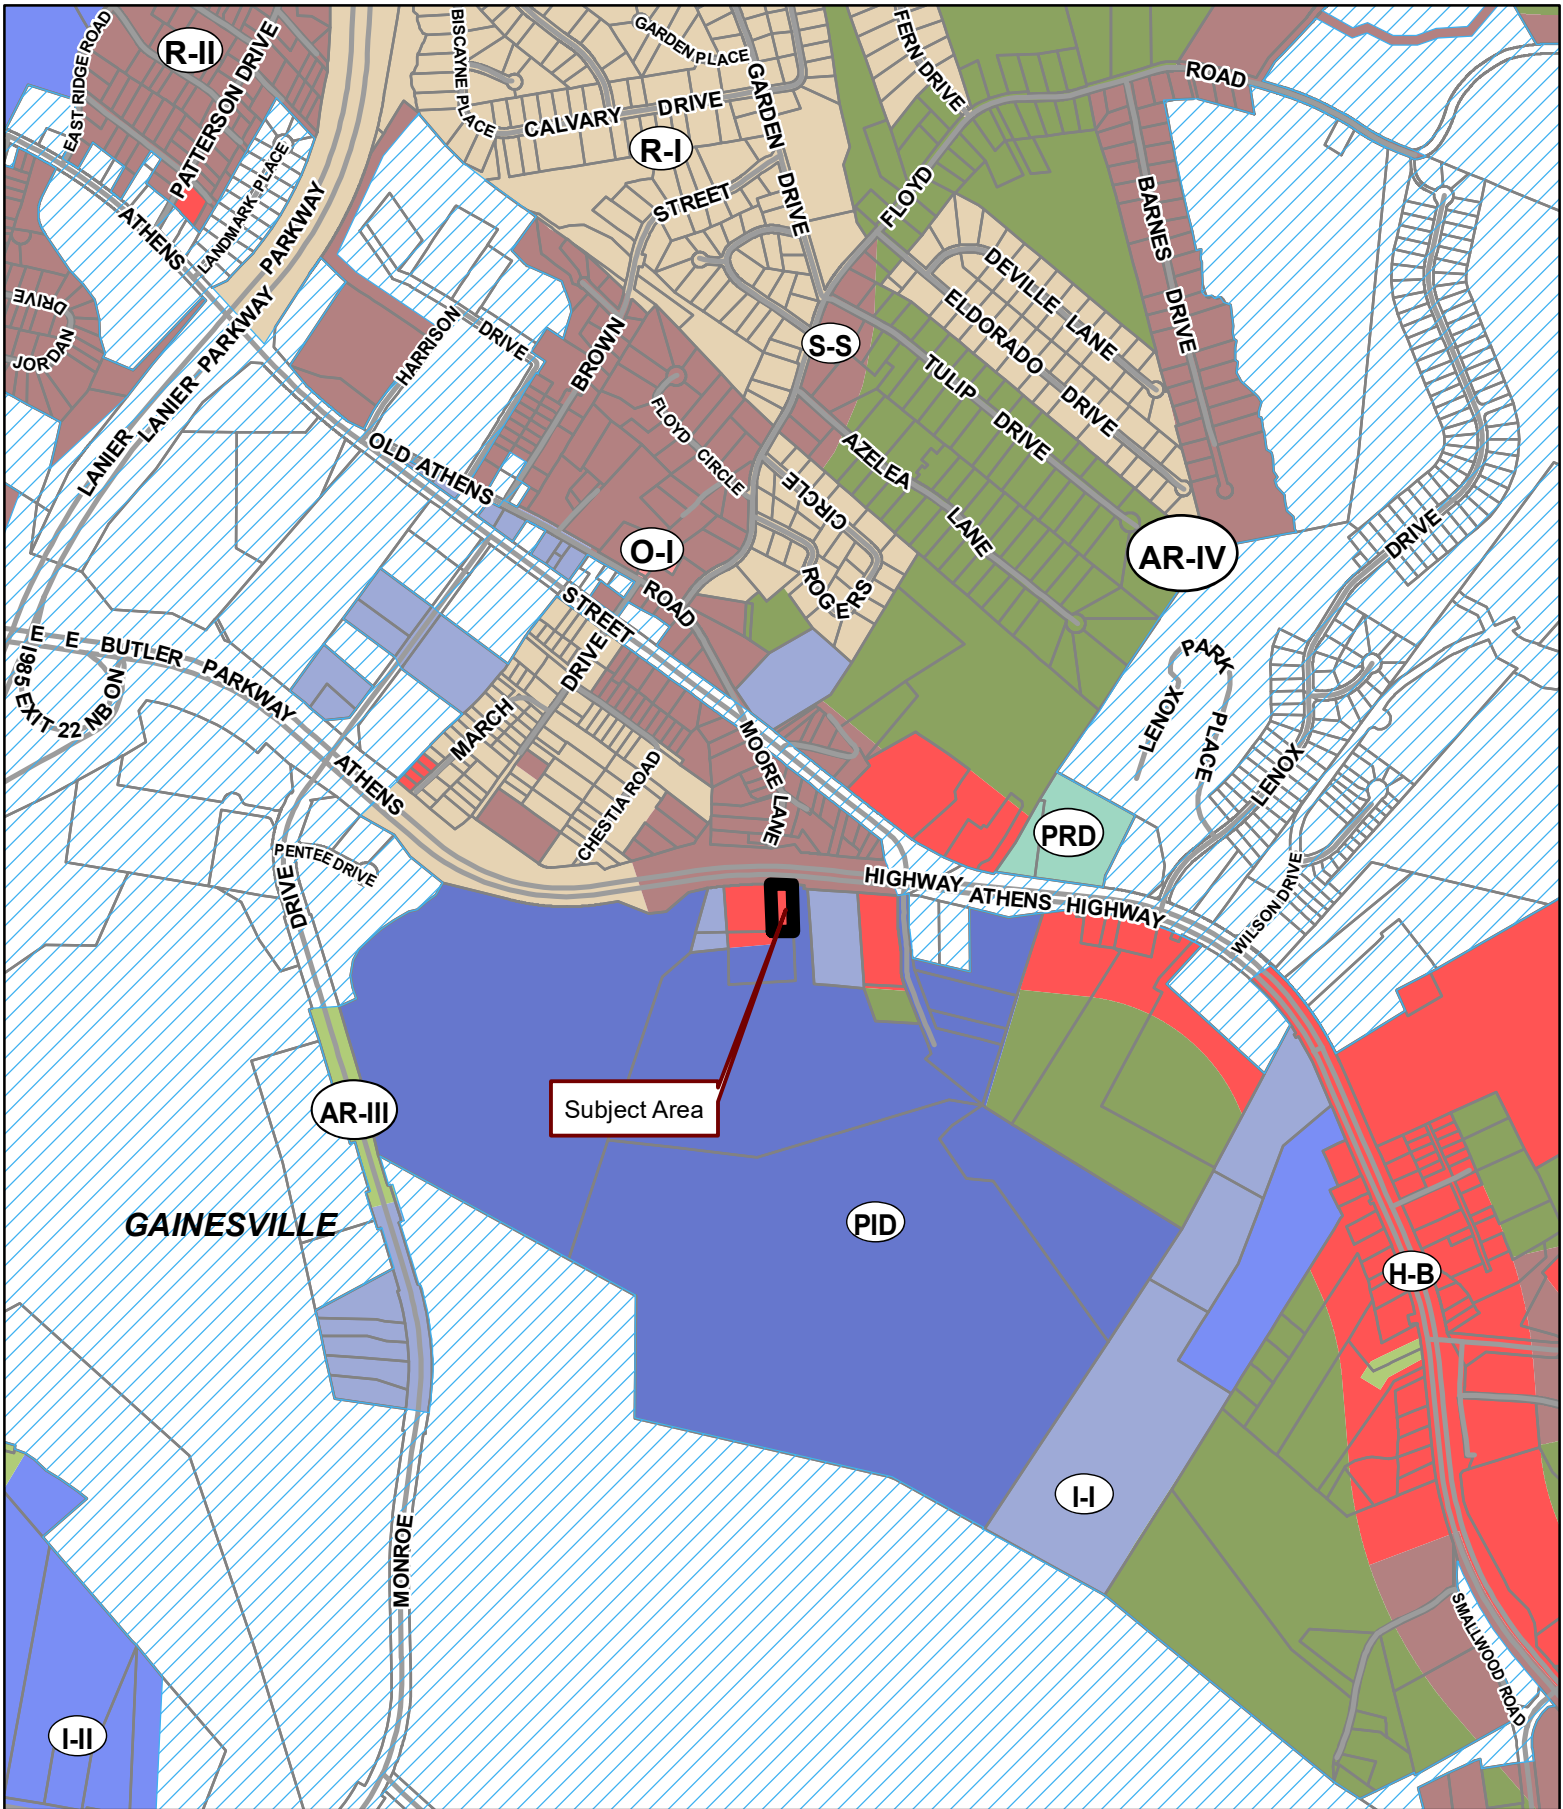 EAST RIDGE ROAD
R-II
PATTERSON DRIVE
BISCAYNE PLACE
GARDEN PLACE
FERN DRIVE
ROAD
CALVARY DRIVE
GARDEN DRIVE
R-I
LANDMARK PLACE
ATHENS
STREET
FLOYD
BARNES DRIVE
LANIER PARKWAY
LANIER PARKWAY
JORDAN DRIVE
HARRISON DRIVE
BROWN
S-S
DEVILLE LANE
ELDORADO DRIVE
TULIP DRIVE
FLOYD CIRCLE
AZELEA LANE
OLD ATHENS
ROAD
CIRCLE
ROGERS
O-I
AR-IV
DRIVE
STREET
E E BUTLER PARKWAY
I985 EXIT 22 NB ON
DRIVE
MARCH
PARK
LENOX
PLACE
LENOX
ATHENS
CHESTIA ROAD
MOORE LANE
PRD
PENTEE DRIVE
DRIVE
HIGHWAY
ATHENS HIGHWAY
WILSON DRIVE
Subject Area
AR-III
GAINESVILLE
PID
H-B
I-I
MONROE
SMALLWOOD ROAD
I-II